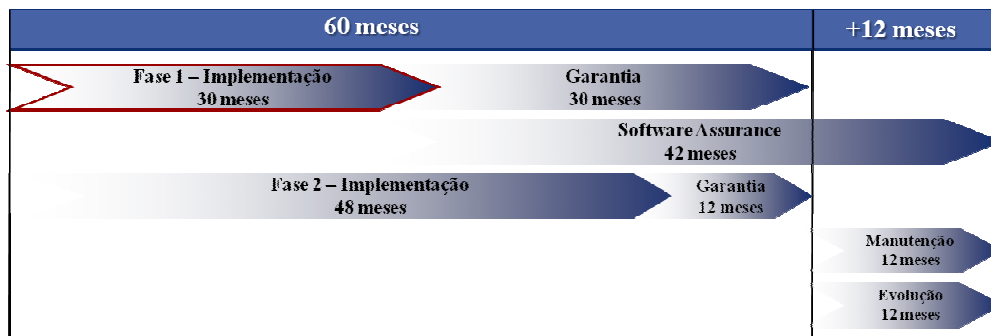 60 meses
+12 meses
Fase 1 – Implementação
30 meses
Garantia
30 meses
Software Assurance
42 meses
Fase 2 – Implementação
48 meses
Garantia
12 meses
Manutenção
12 meses
Evolução
12 meses